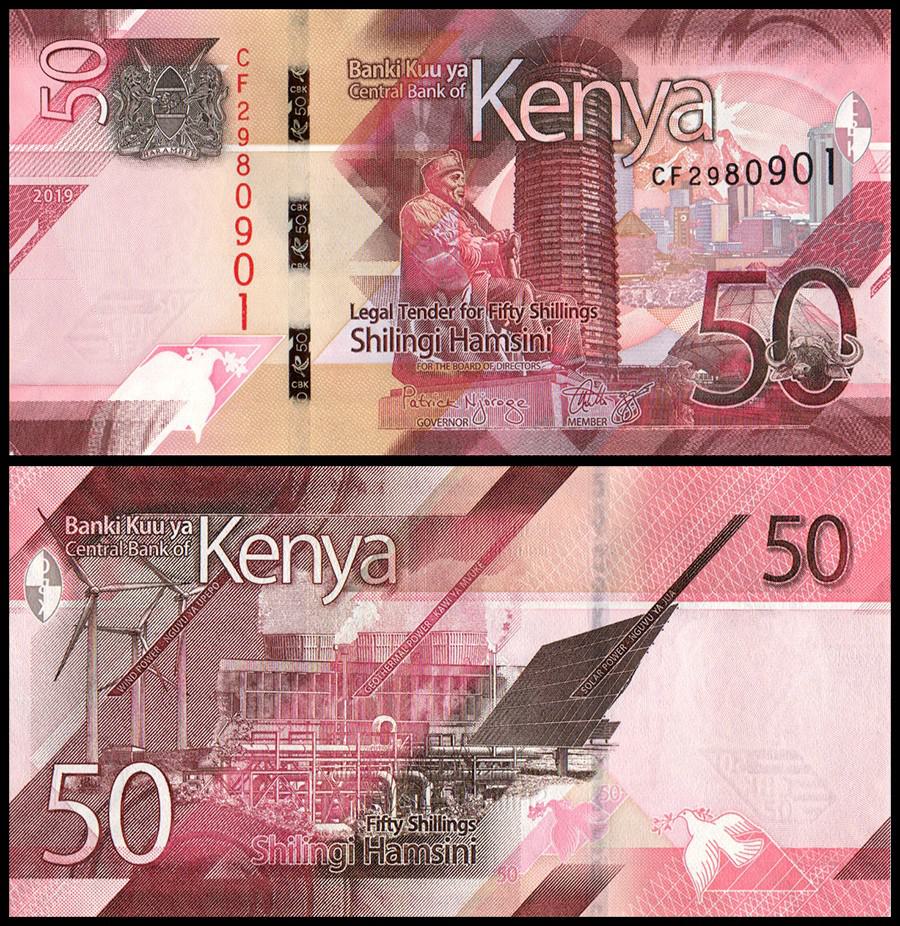 50
HARAMBEE
CF2980901
2019
CBK
50
CBK
50
CBK
50
CBK
Banki Kuu ya
Central Bank of
Kenya
CF2980901
Legal Tender for Fifty Shillings
Shilingi Hamsini
FOR THE BOARD OF DIRECTORS
Patrick Njoroge
GOVERNOR
MEMBER
50
Banki Kuu ya
Central Bank of
Kenya
50
WIND POWER NGUVU YA UPEPO
GEOTHERMAL POWER KAWI YA MVUKE
SOLAR POWER NGUVU YA JUA
50
Fifty Shillings
Shilingi Hamsini
50
50